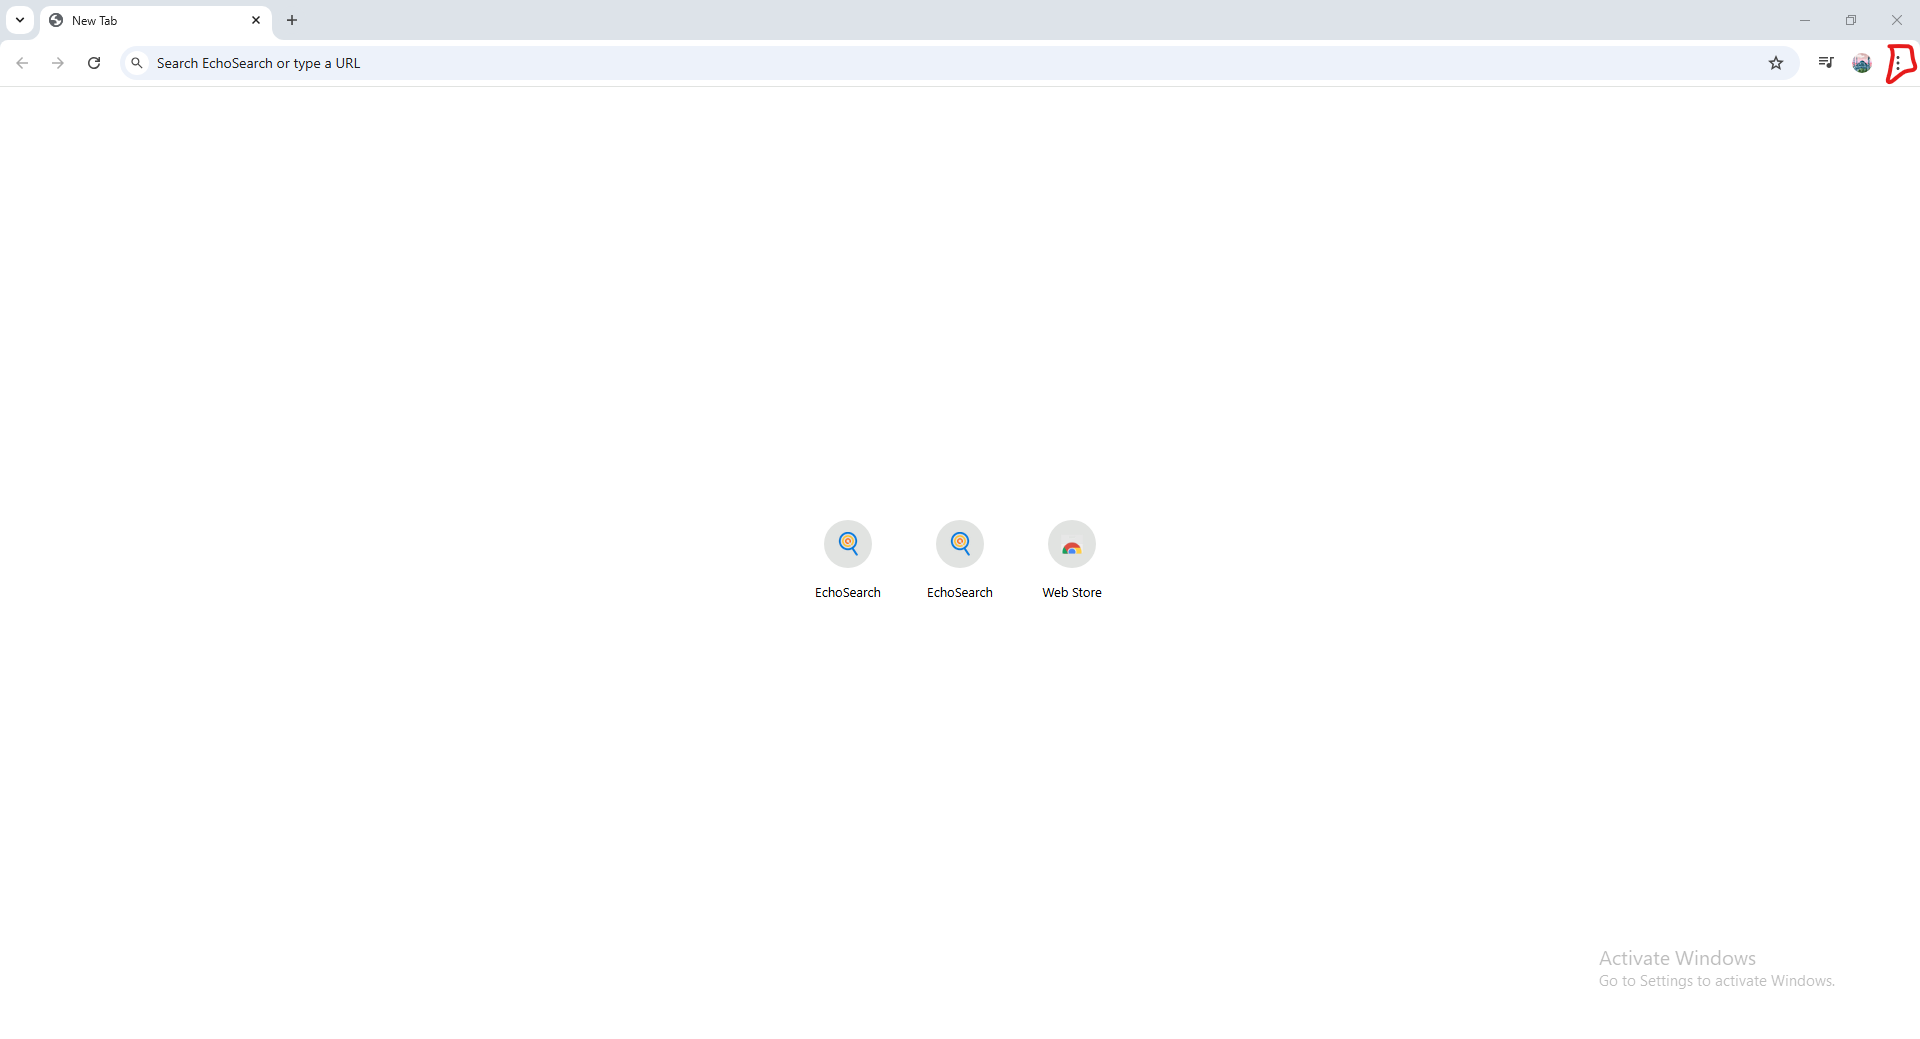 New Tab
Search EchoSearch or type a URL
EchoSearch
EchoSearch
Web Store
Activate Windows
Go to Settings to activate Windows.